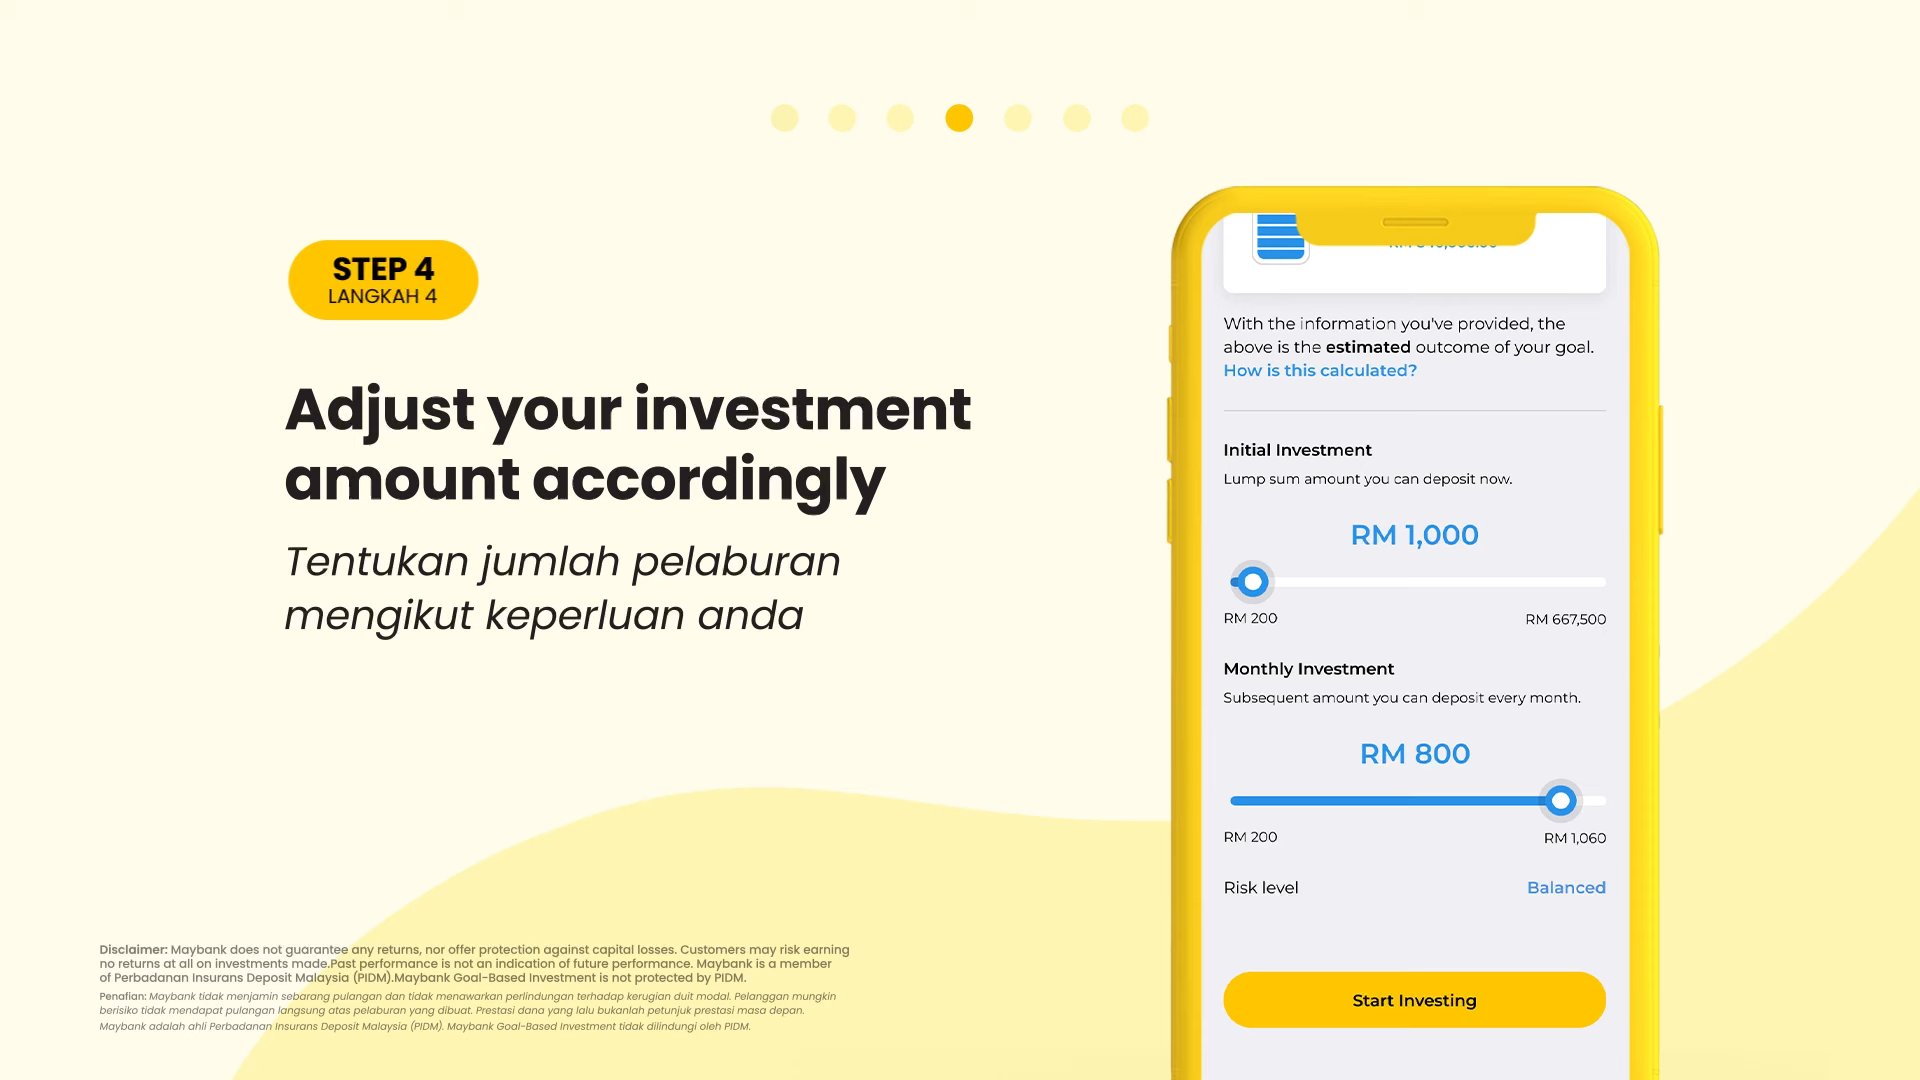 STEP 4
LANGKAH 4
Adjust your investment
amount accordingly
Tentukan jumlah pelaburan
mengikut keperluan anda
Disclaimer: Maybank does not guarantee any returns, nor offer protection against capital losses. Customers may risk earning
no returns at all on investments made.Past performance is not an indication of future performance. Maybank is a member
of Perbadanan Insurans Deposit Malaysia (PIDM).Maybank Goal-Based Investment is not protected by PIDM.
Penafian: Maybank tidak menjamin sebarang pulangan dan tidak menawarkan perlindungan terhadap kerugian duit modal. Pelanggan mungkin
berisiko tidak mendapat pulangan langsung atas pelaburan yang dibuat. Prestasi dana yang lalu bukanlah petunjuk prestasi masa depan.
Maybank adalah ahli Perbadanan Insurans Deposit Malaysia (PIDM). Maybank Goal-Based Investment tidak dilindungi oleh PIDM.
With the information you've provided, the
above is the estimated outcome of your goal.
How is this calculated?
Initial Investment
Lump sum amount you can deposit now.
RM 1,000
RM 200
RM 667,500
Monthly Investment
Subsequent amount you can deposit every month.
RM 800
RM 200
RM 1,060
Risk level
Balanced
Start Investing